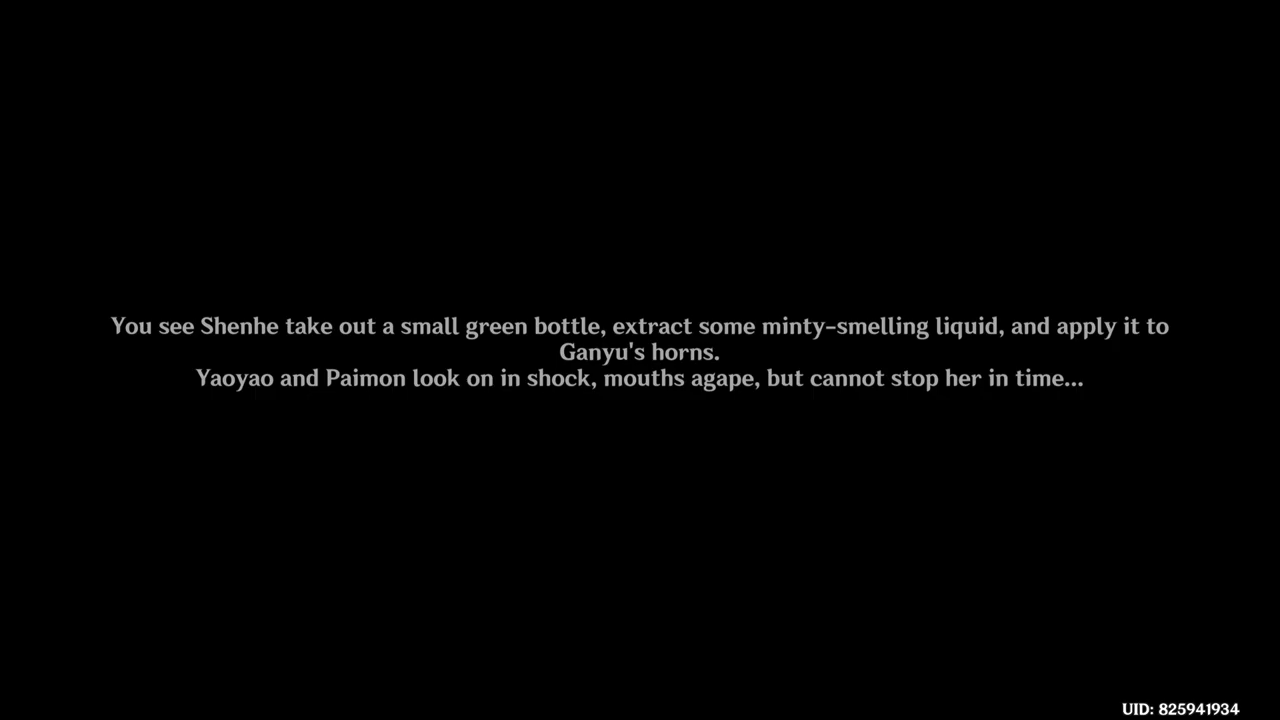 You see Shenhe take out a small green bottle, extract some minty-smelling liquid, and apply it to
Ganyu's horns.
Yaoyao and Paimon look on in shock, mouths agape, but cannot stop her in time...
UID: 825941934